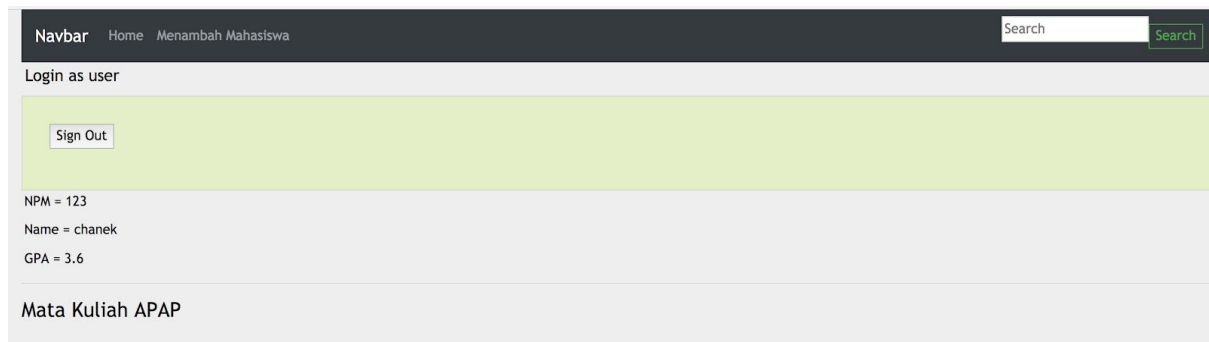 Navbar Home Menambah Mahasiswa Search Search
Login as user
Sign Out
NPM = 123
Name = chanek
GPA = 3.6
Mata Kuliah APAP